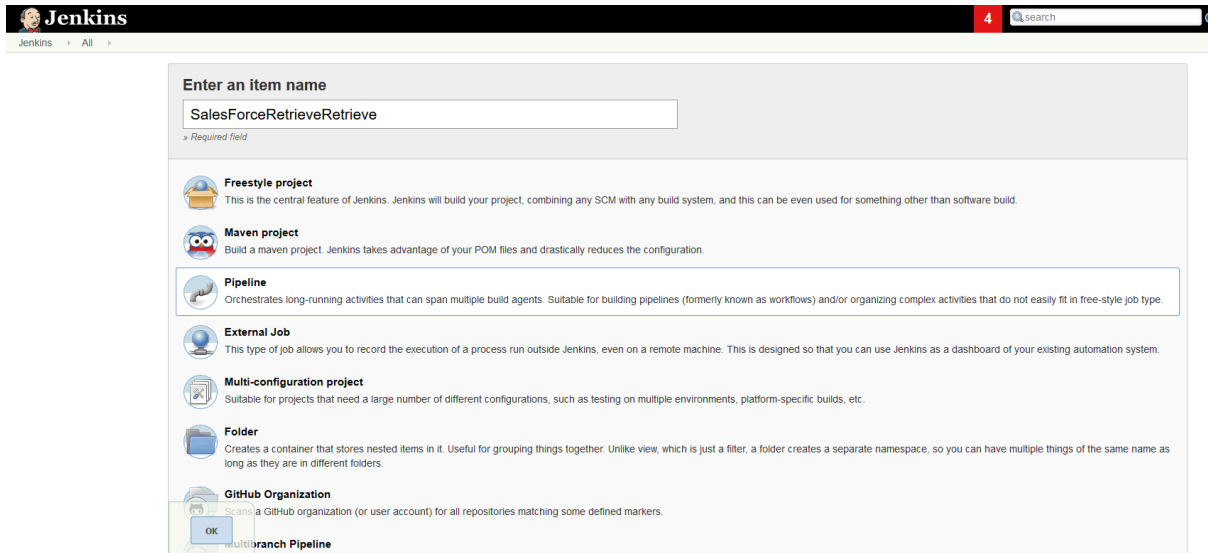 Jenkins
4
search
Jenkins
All
Enter an item name
SalesForceRetrieveRetrieve
» Required field
Freestyle project
This is the central feature of Jenkins. Jenkins will build your project, combining any SCM with any build system, and this can be even used for something other than software build.
Maven project
Build a maven project. Jenkins takes advantage of your POM files and drastically reduces the configuration.
Pipeline
Orchestrates long-running activities that can span multiple build agents. Suitable for building pipelines (formerly known as workflows) and/or organizing complex activities that do not easily fit in free-style job type.
External Job
This type of job allows you to record the execution of a process run outside Jenkins, even on a remote machine. This is designed so that you can use Jenkins as a dashboard of your existing automation system.
Multi-configuration project
Suitable for projects that need a large number of different configurations, such as testing on multiple environments, platform-specific builds, etc.
Folder
Creates a container that stores nested items in it. Useful for grouping things together. Unlike view, which is just a filter, a folder creates a separate namespace, so you can have multiple things of the same name as
long as they are in different folders.
GitHub Organization
Scans a GitHub organization (or user account) for all repositories matching some defined markers.
OK
Multibranch Pipeline